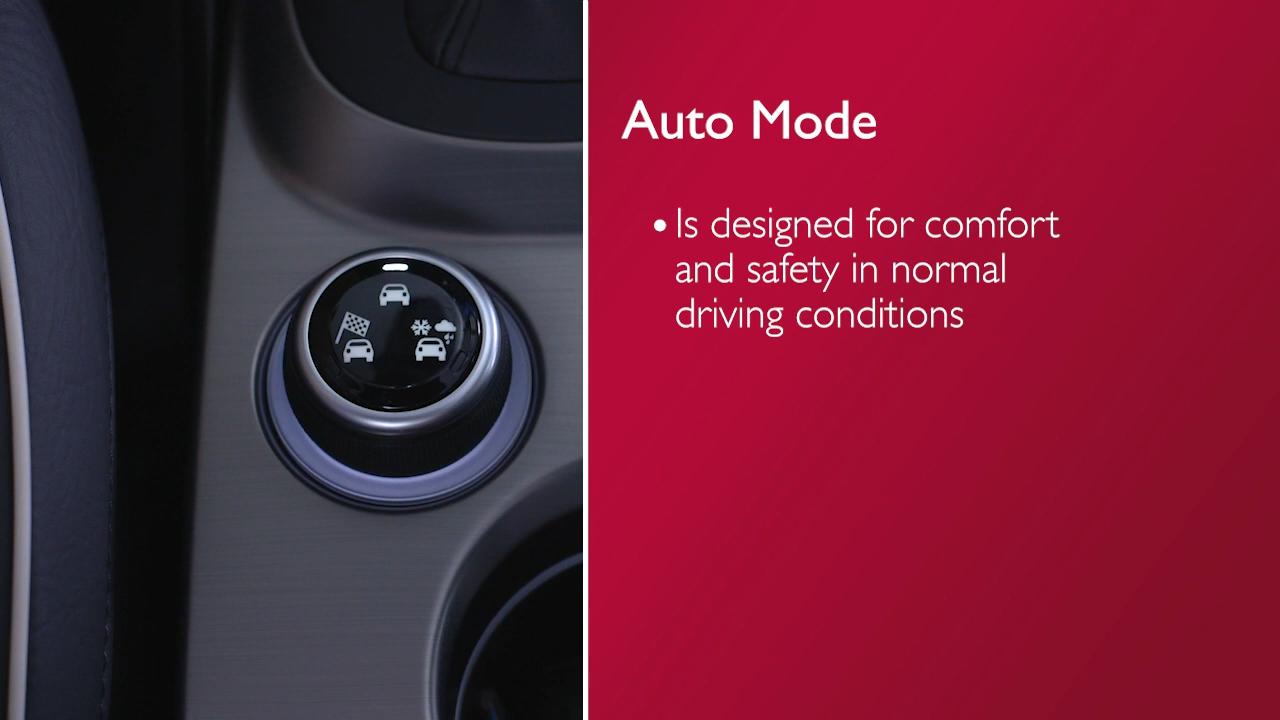 Auto Mode
•Is designed for comfort
and safety in normal
driving conditions